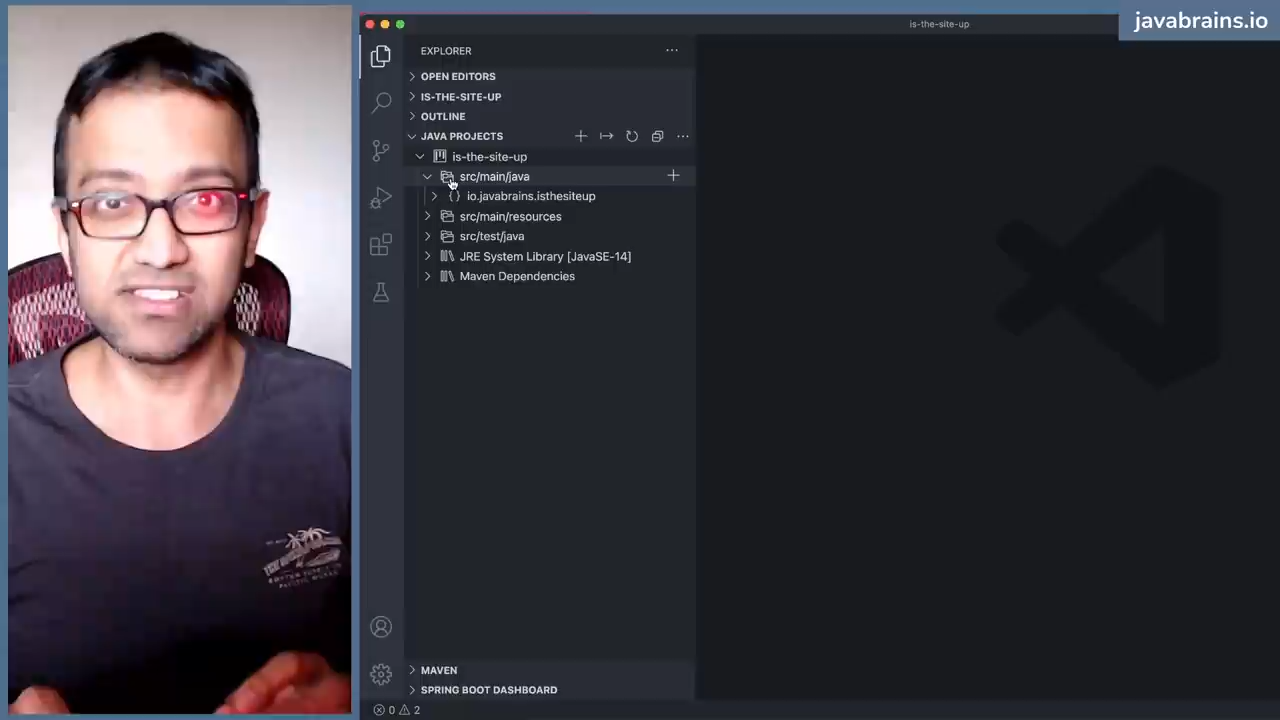 javabrains.io
is-the-site-up
EXPLORER
OPEN EDITORS
IS-THE-SITE-UP
OUTLINE
JAVA PROJECTS
is-the-site-up
src/main/java
io.javabrains.isthesiteup
src/main/resources
src/test/java
JRE System Library [JavaSE-14]
Maven Dependencies
MAVEN
SPRING BOOT DASHBOARD
0 2